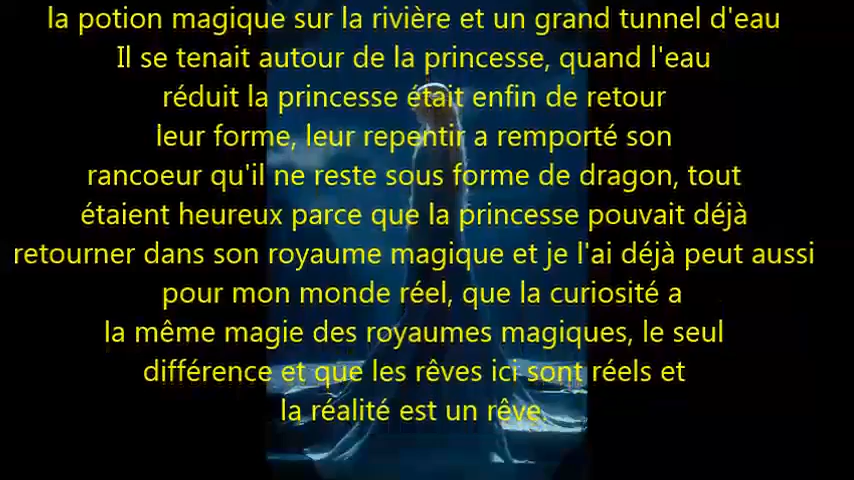 la potion magique sur la rivière et un grand tunnel d'eau
Il se tenait autour de la princesse, quand l'eau
réduit la princesse était enfin de retour
leur forme, leur repentir a remporté son
rancoeur qu'il ne reste sous forme de dragon, tout
étaient heureux parce que la princesse pouvait déjà
retourner dans son royaume magique et je l'ai déjà peut aussi
pour mon monde réel, que la curiosité a
la même magie des royaumes magiques, le seul
différence et que les rêves ici sont réels et
la réalité est un rêve.